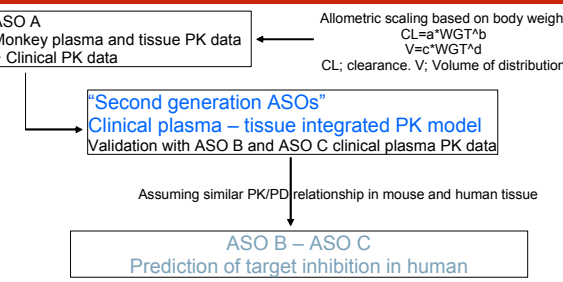 ASO A
Monkey plasma and tissue PK data
Clinical PK data
Allometric scaling based on body weigh
CL=a*WGT^b
V=c*WGT^d
CL; clearance. V; Volume of distribution
“Second generation ASOs”
Clinical plasma – tissue integrated PK model
Validation with ASO B and ASO C clinical plasma PK data
Assuming similar PK/PD relationship in mouse and human tissue
ASO B – ASO C
Prediction of target inhibition in human